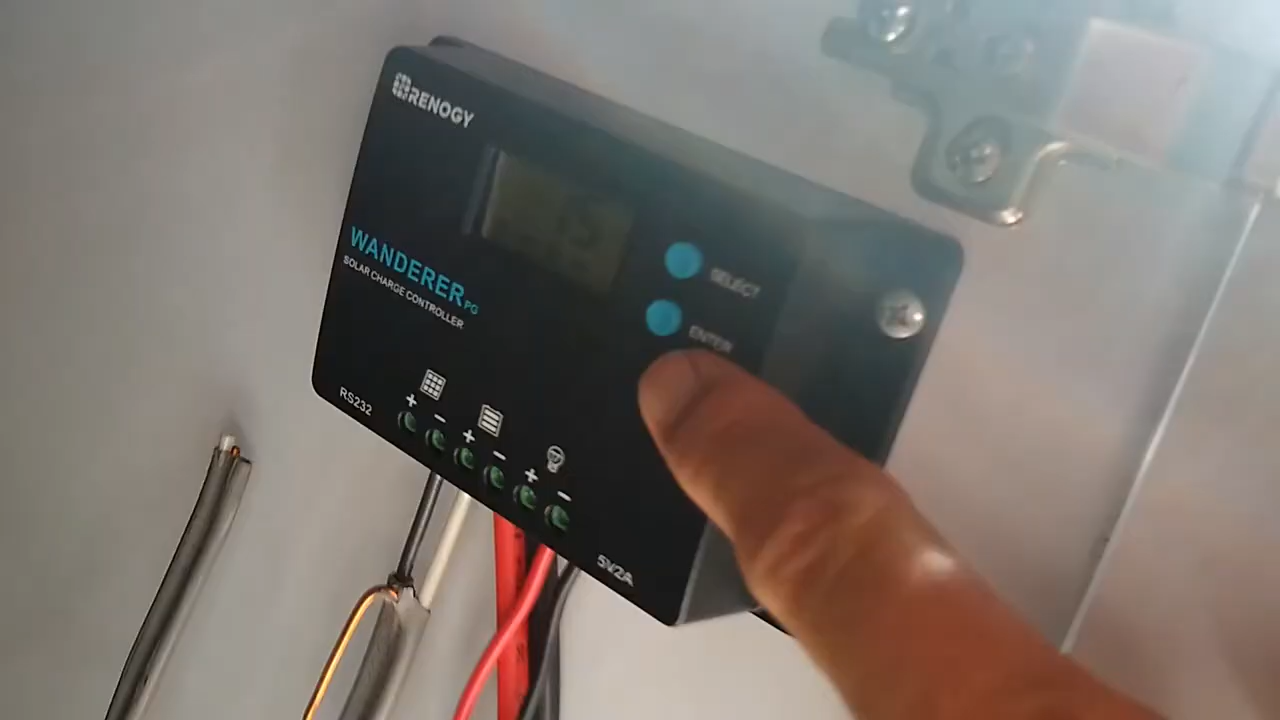 RENOGY
WANDERER PG
SOLAR CHARGE CONTROLLER
SELECT
ENTER
RS232
+ -
+ -
+ -
5V2A